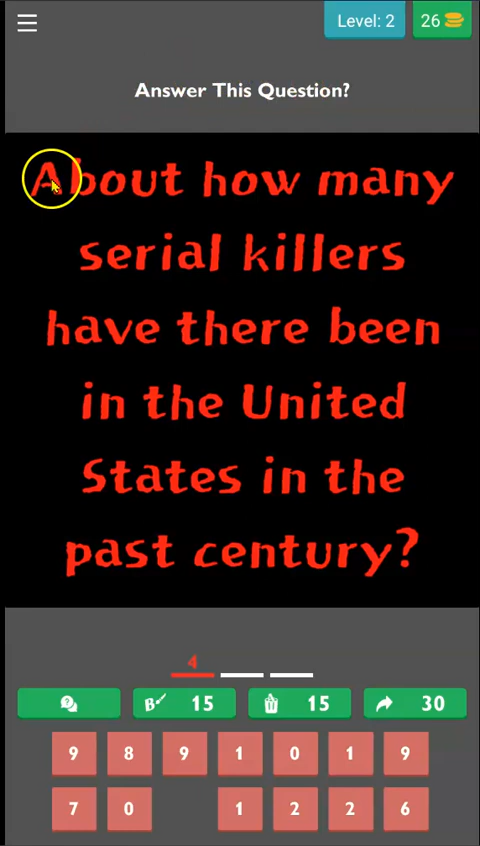 Level: 2
26
Answer This Question?
About how many
serial killers
have there been
in the United
States in the
past century?
4
B 15
15
30
9 8 9 1 0 1 9
7 0 1 2 2 6